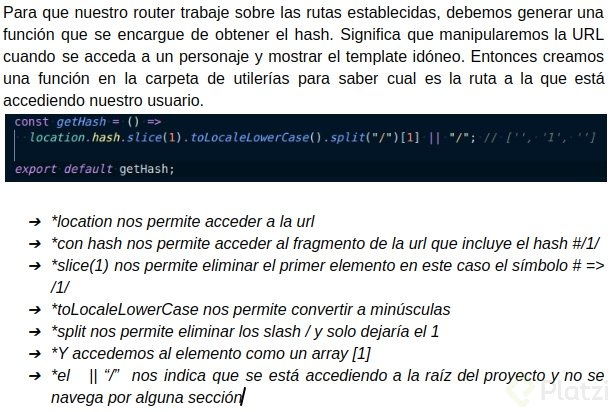 Para que nuestro router trabaje sobre las rutas establecidas, debemos generar una
función que se encargue de obtener el hash. Significa que manipularemos la URL
cuando se acceda a un personaje y mostrar el template idóneo. Entonces creamos
una función en la carpeta de utilerías para saber cual es la ruta a la que está
accediendo nuestro usuario.
const getHash = () =>
location.hash.slice(1).toLocaleLowerCase().split("/")[1] || "/"; // ['', '1', '']
export default getHash;
➔ *location nos permite acceder a la url
➔ *con hash nos permite acceder al fragmento de la url que incluye el hash #/1/
➔ *slice(1) nos permite eliminar el primer elemento en este caso el símbolo # =>
/1/
➔ *toLocaleLowerCase nos permite convertir a minúsculas
➔ *split nos permite eliminar los slash / y solo dejaría el 1
➔ *Y accedemos al elemento como un array [1]
➔ *el || “/” nos indica que se está accediendo a la raíz del proyecto y no se
navega por alguna sección
Platzi